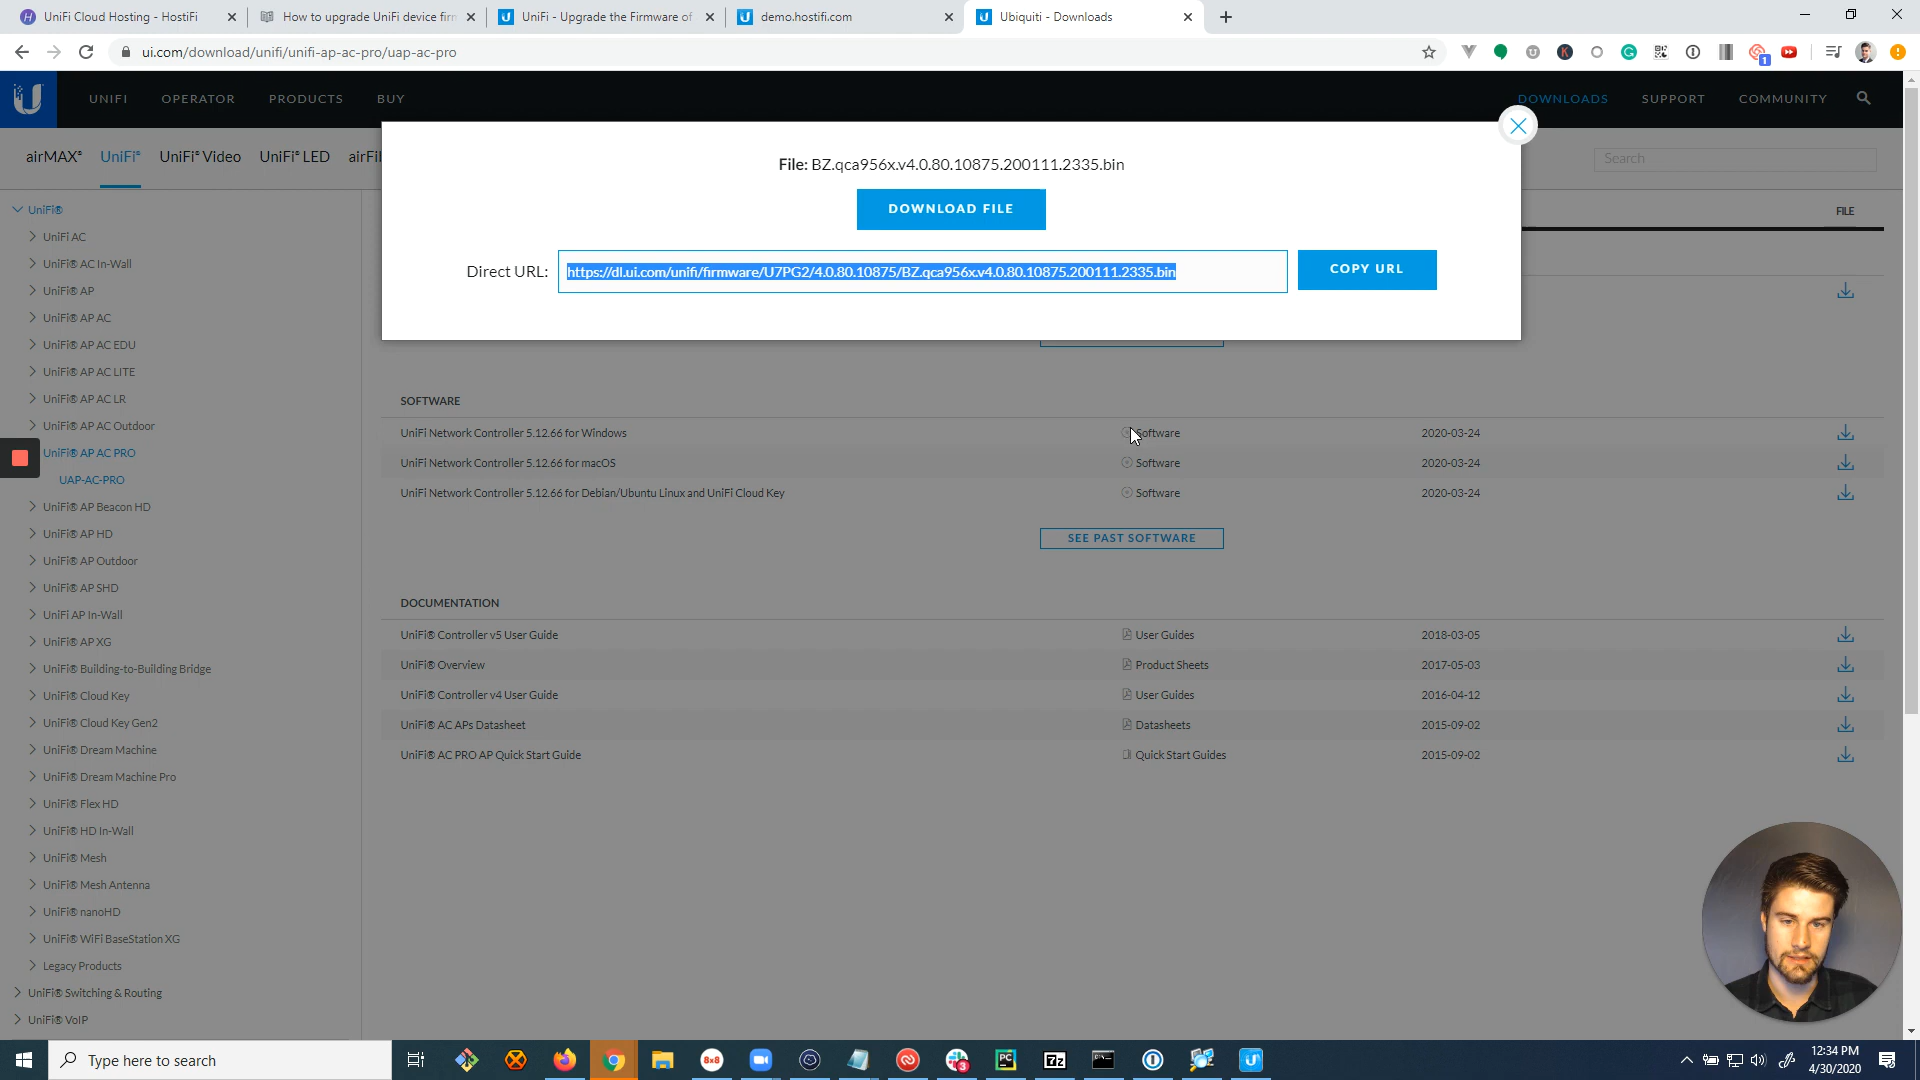 UniFi Cloud Hosting - HostiFi
How to upgrade UniFi device firm
UniFi - Upgrade the Firmware of
demo.hostifi.com
Ubiquiti - Downloads
ui.com/download/unifi/unifi-ap-ac-pro/uap-ac-pro
UNIFI OPERATOR PRODUCTS BUY
DOWNLOADS SUPPORT COMMUNITY
airMAX® UniFi® UniFi® Video UniFi® LED airFi
Search
File: BZ.qca956x.v4.0.80.10875.200111.2335.bin
DOWNLOAD FILE
Direct URL: https://dl.ui.com/unifi/firmware/U7PG2/4.0.80.10875/BZ.qca956x.v4.0.80.10875.200111.2335.bin
COPY URL
FILE
UniFi®
UniFi AC
UniFi® AC In-Wall
UniFi® AP
UniFi® AP AC
UniFi® AP AC EDU
UniFi® AP AC LITE
UniFi® AP AC LR
UniFi® AP AC Outdoor
UniFi® AP AC PRO
UAP-AC-PRO
UniFi® AP Beacon HD
UniFi® AP HD
UniFi® AP Outdoor
UniFi® AP SHD
UniFi AP In-Wall
UniFi® AP XG
UniFi® Building-to-Building Bridge
UniFi® Cloud Key
UniFi® Cloud Key Gen2
UniFi® Dream Machine
UniFi® Dream Machine Pro
UniFi® Flex HD
UniFi® HD In-Wall
UniFi® Mesh
UniFi® Mesh Antenna
UniFi® nanoHD
UniFi® WiFi BaseStation XG
Legacy Products
UniFi® Switching & Routing
UniFi® VoIP
SOFTWARE
UniFi Network Controller 5.12.66 for Windows Software 2020-03-24
UniFi Network Controller 5.12.66 for macOS Software 2020-03-24
UniFi Network Controller 5.12.66 for Debian/Ubuntu Linux and UniFi Cloud Key Software 2020-03-24
SEE PAST SOFTWARE
DOCUMENTATION
UniFi® Controller v5 User Guide User Guides 2018-03-05
UniFi® Overview Product Sheets 2017-05-03
UniFi® Controller v4 User Guide User Guides 2016-04-12
UniFi® AC APs Datasheet Datasheets 2015-09-02
UniFi® AC PRO AP Quick Start Guide Quick Start Guides 2015-09-02
Type here to search
12:34 PM
4/30/2020